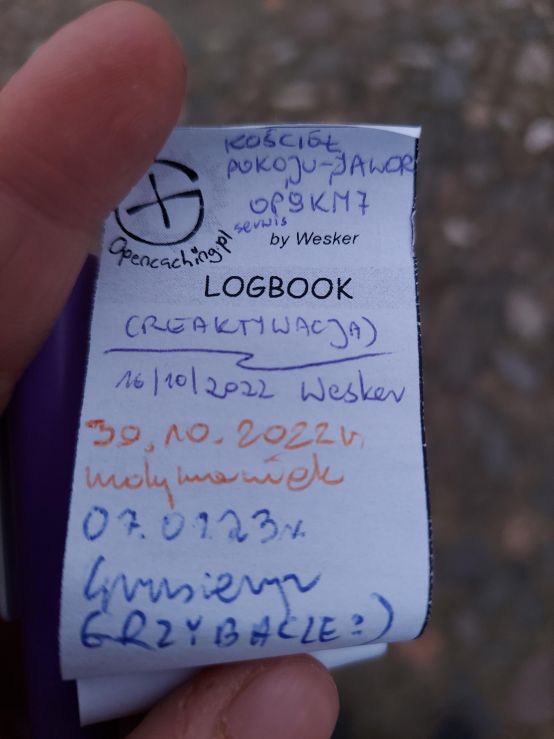 KOŚCIÓŁ
POKOJU-JAWOR
OP9KM7
serwis
by Wesker
Opencaching.pl
LOGBOOK
(REAKTYWACJA)
16/10/2022 Wesker
30.10.2022r.
07.01.23r.
GRZYBACZE :)